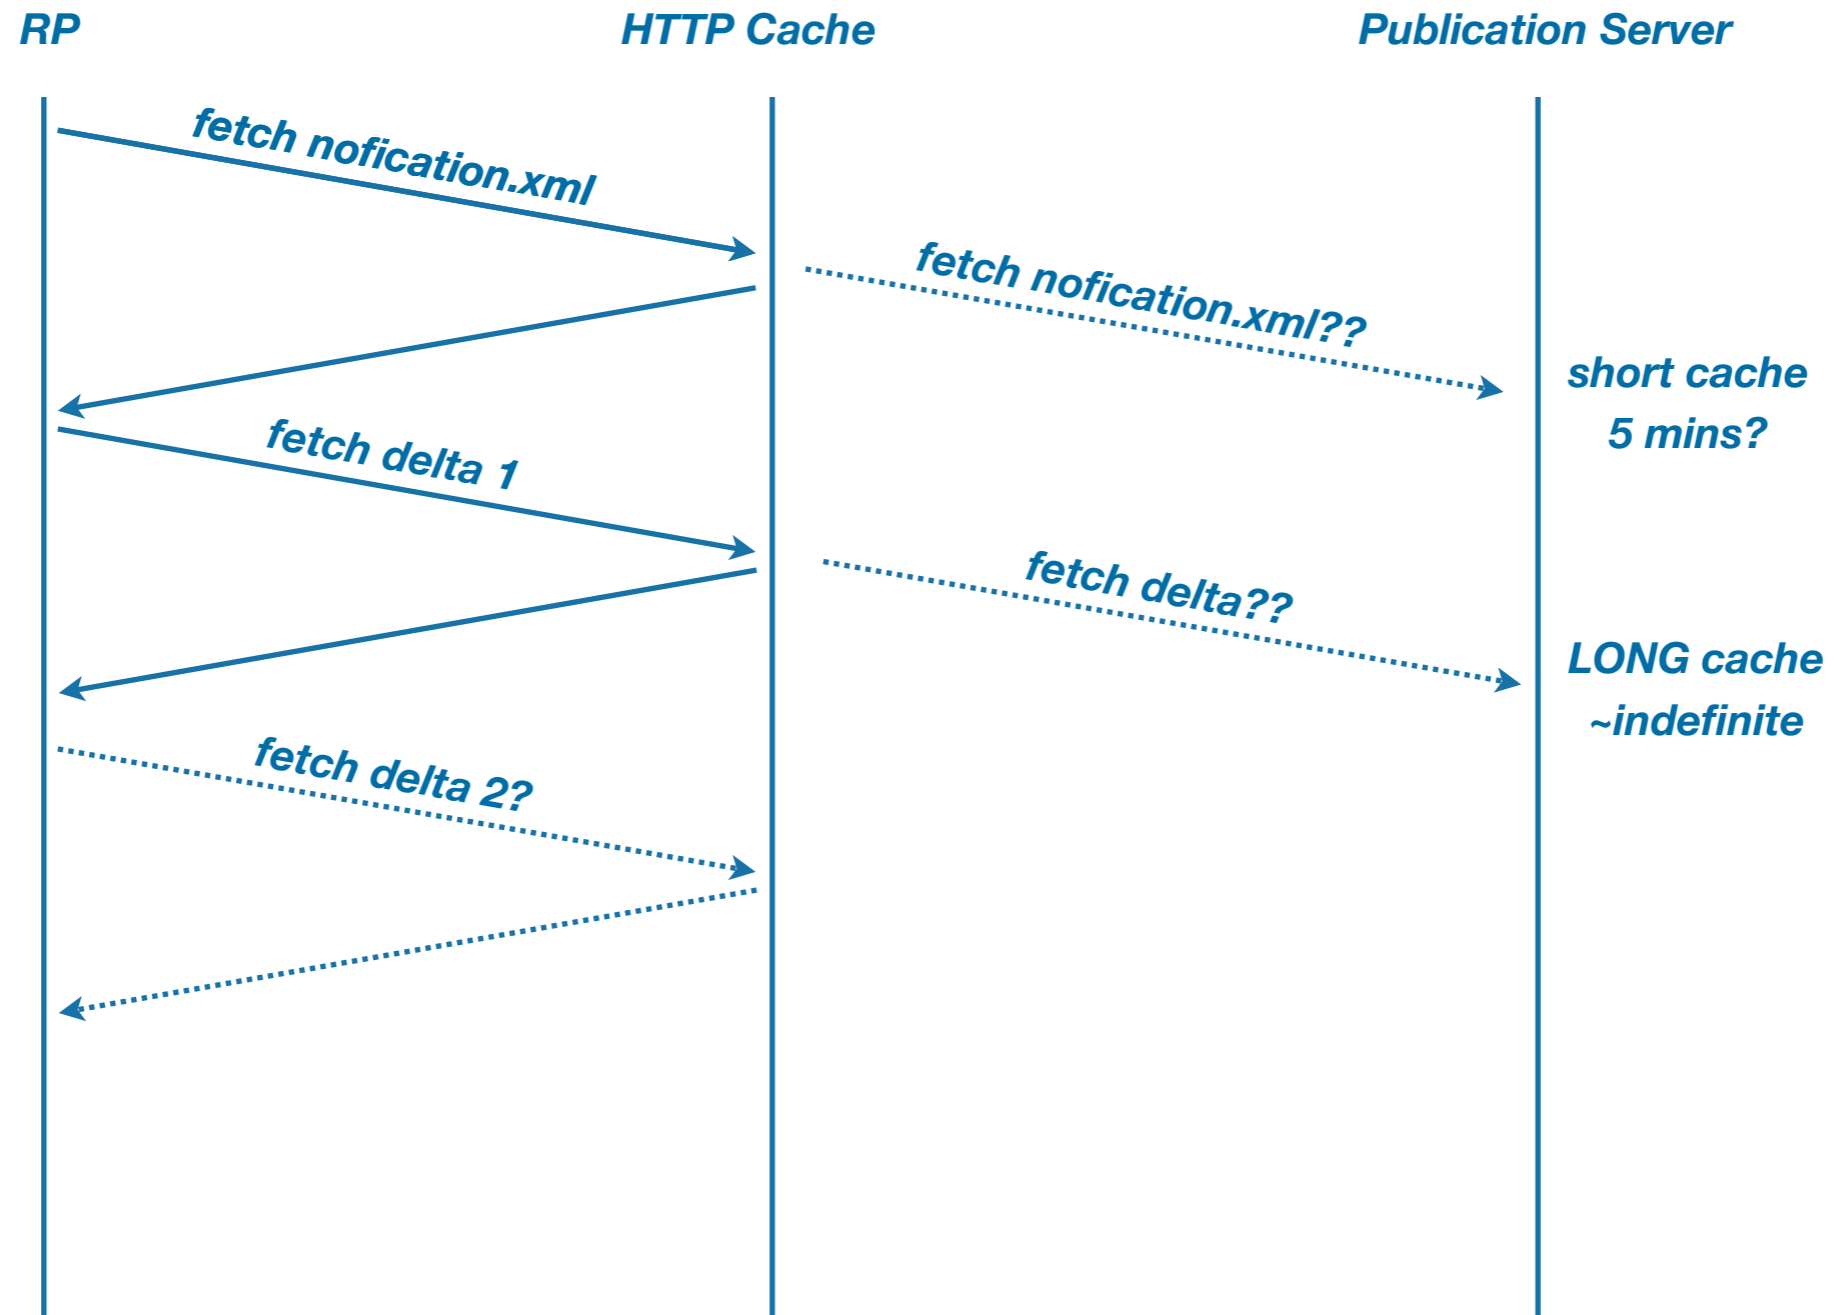 RP
HTTP Cache
Publication Server
fetch nofication.xml
fetch nofication.xml??
short cache
5 mins?
fetch delta 1
fetch delta??
LONG cache
~indefinite
fetch delta 2?